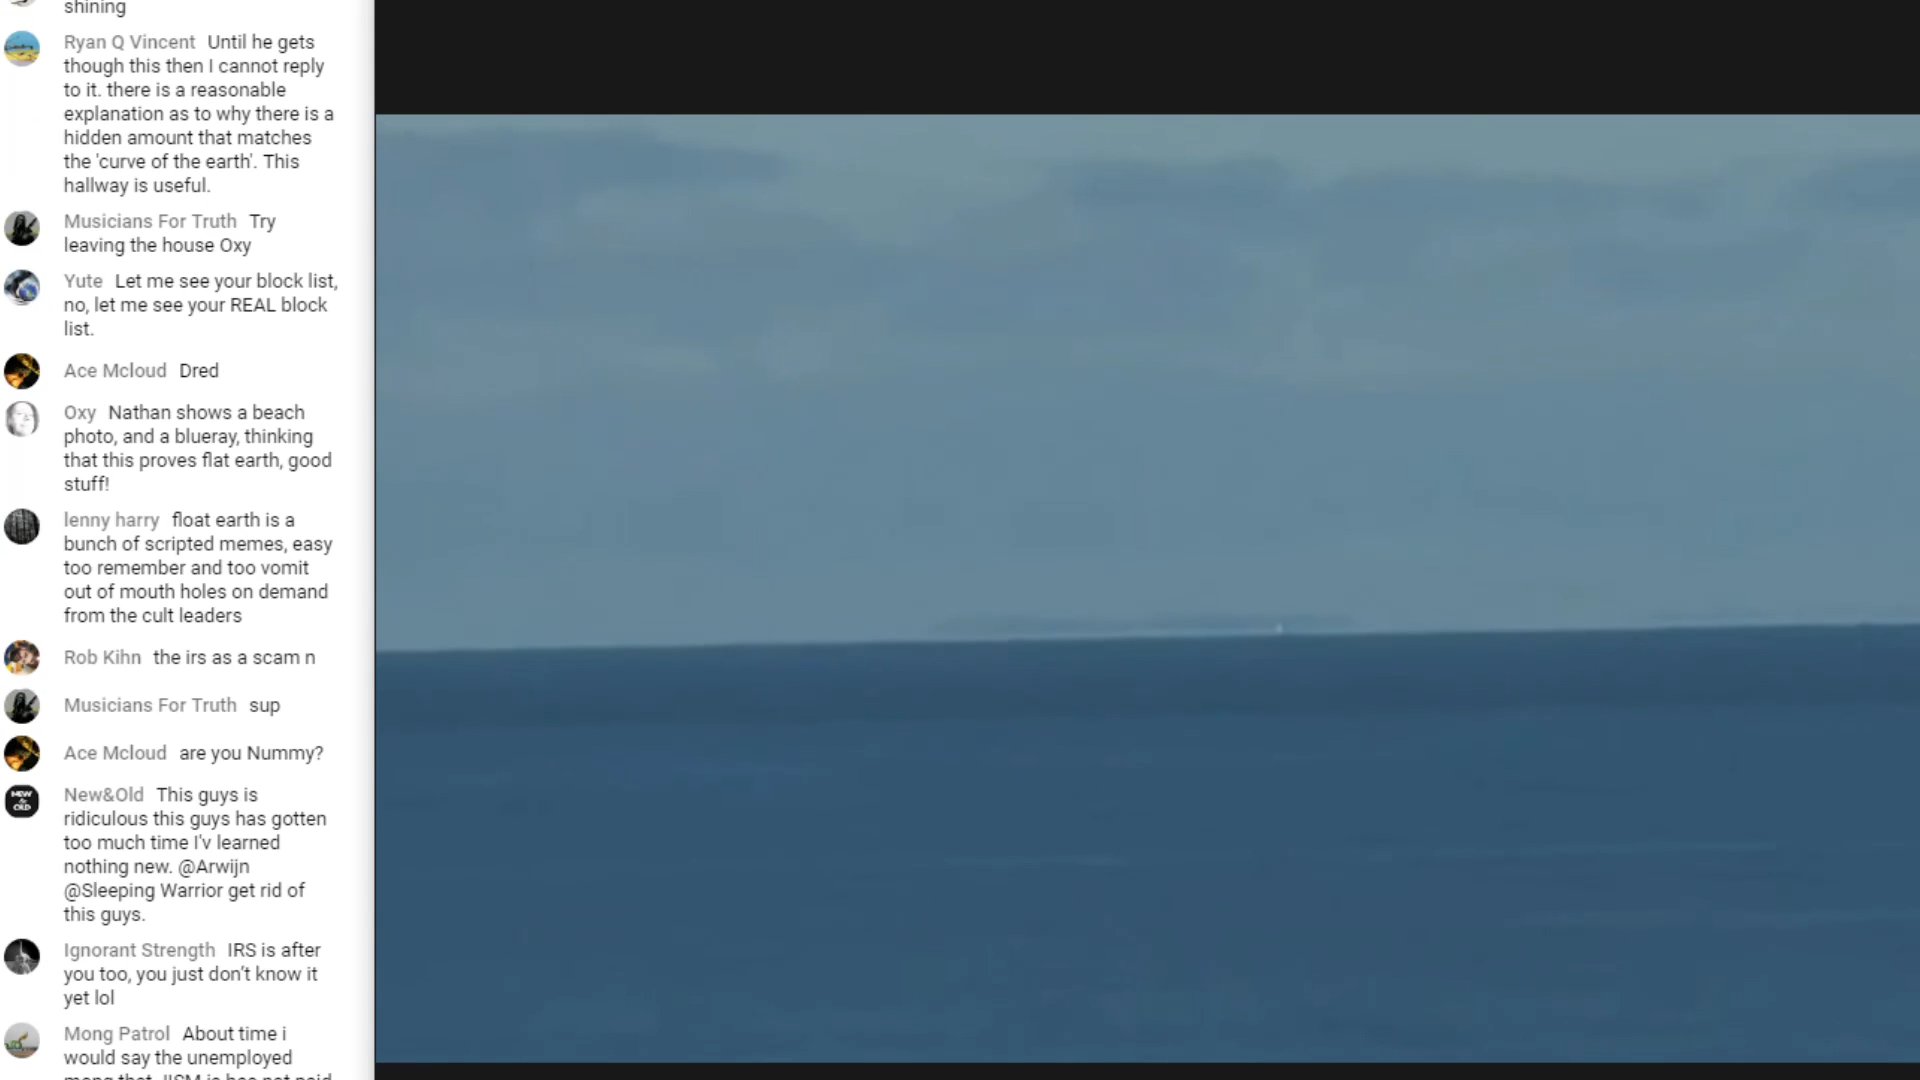 shining
Ryan Q Vincent Until he gets
though this then I cannot reply
to it. there is a reasonable
explanation as to why there is a
hidden amount that matches
the 'curve of the earth'. This
hallway is useful.
Musicians For Truth Try
leaving the house Oxy
Yute Let me see your block list,
no, let me see your REAL block
list.
Ace Mcloud Dred
Oxy Nathan shows a beach
photo, and a blueray, thinking
that this proves flat earth, good
stuff!
lenny harry float earth is a
bunch of scripted memes, easy
too remember and too vomit
out of mouth holes on demand
from the cult leaders
Rob Kihn the irs as a scam n
Musicians For Truth sup
Ace Mcloud are you Nummy?
NEW
&
OLD
New&Old This guys is
ridiculous this guys has gotten
too much time I'v learned
nothing new. @Arwijn
@Sleeping Warrior get rid of
this guys.
Ignorant Strength IRS is after
you too, you just don't know it
yet lol
Mong Patrol About time i
would say the unemployed